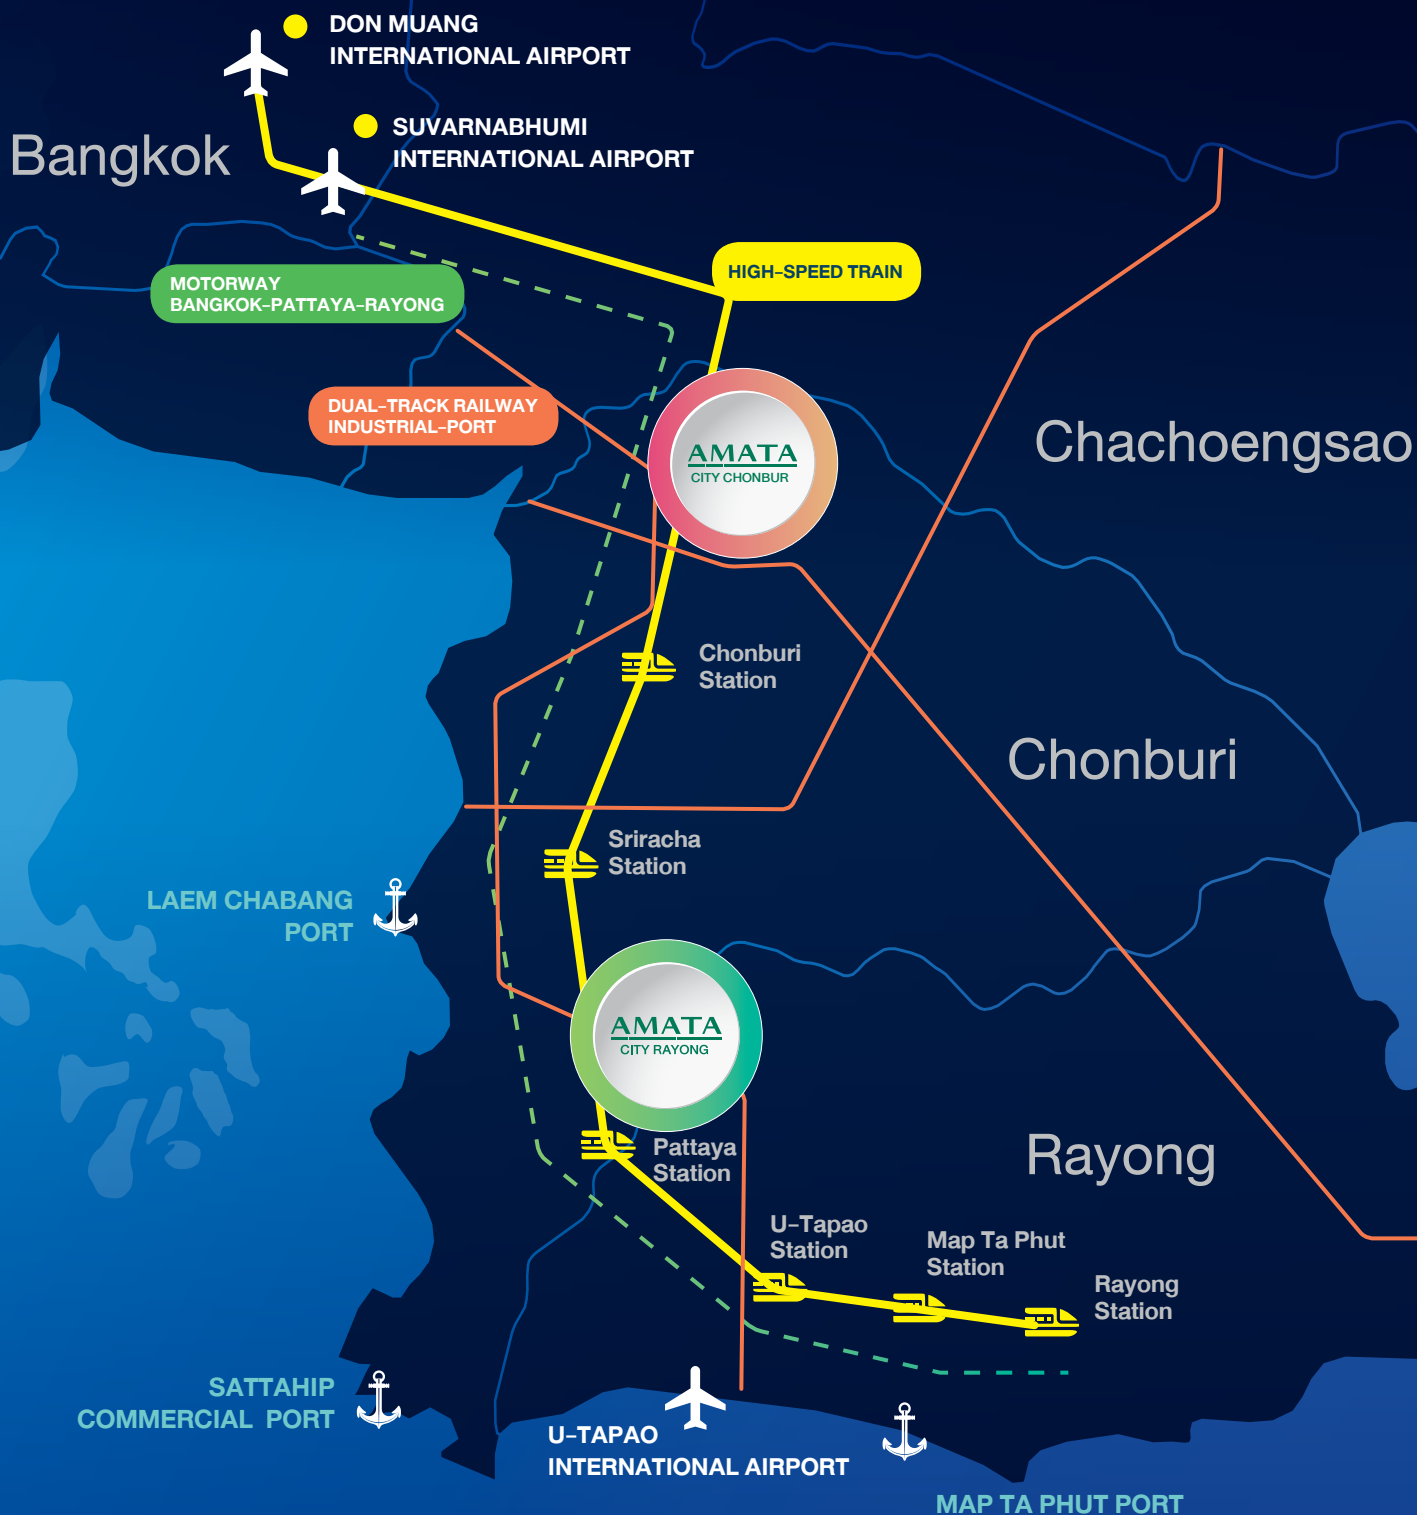 DON MUANG
INTERNATIONAL AIRPORT
SUVARNABHUMI
INTERNATIONAL AIRPORT
Bangkok
HIGH-SPEED TRAIN
MOTORWAY
BANGKOK-PATTAYA-RAYONG
DUAL-TRACK RAILWAY
INDUSTRIAL-PORT
Chachoengsao
AMATA
CITY CHONBUR
Chonburi
Station
Chonburi
Sriracha
Station
LAEM CHABANG
PORT
AMATA
CITY RAYONG
Pattaya
Station
Rayong
U-Tapao
Station
Map Ta Phut
Station
Rayong
Station
SATTAHIP
COMMERCIAL PORT
U-TAPAO
INTERNATIONAL AIRPORT
MAP TA PHUT PORT